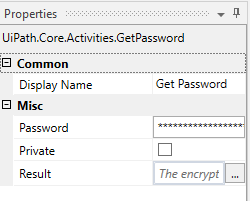 Properties
UiPath.Core.Activities.GetPassword
Common
Display Name Get Password
Misc
Password ******************
Private
Result The encrypt ...